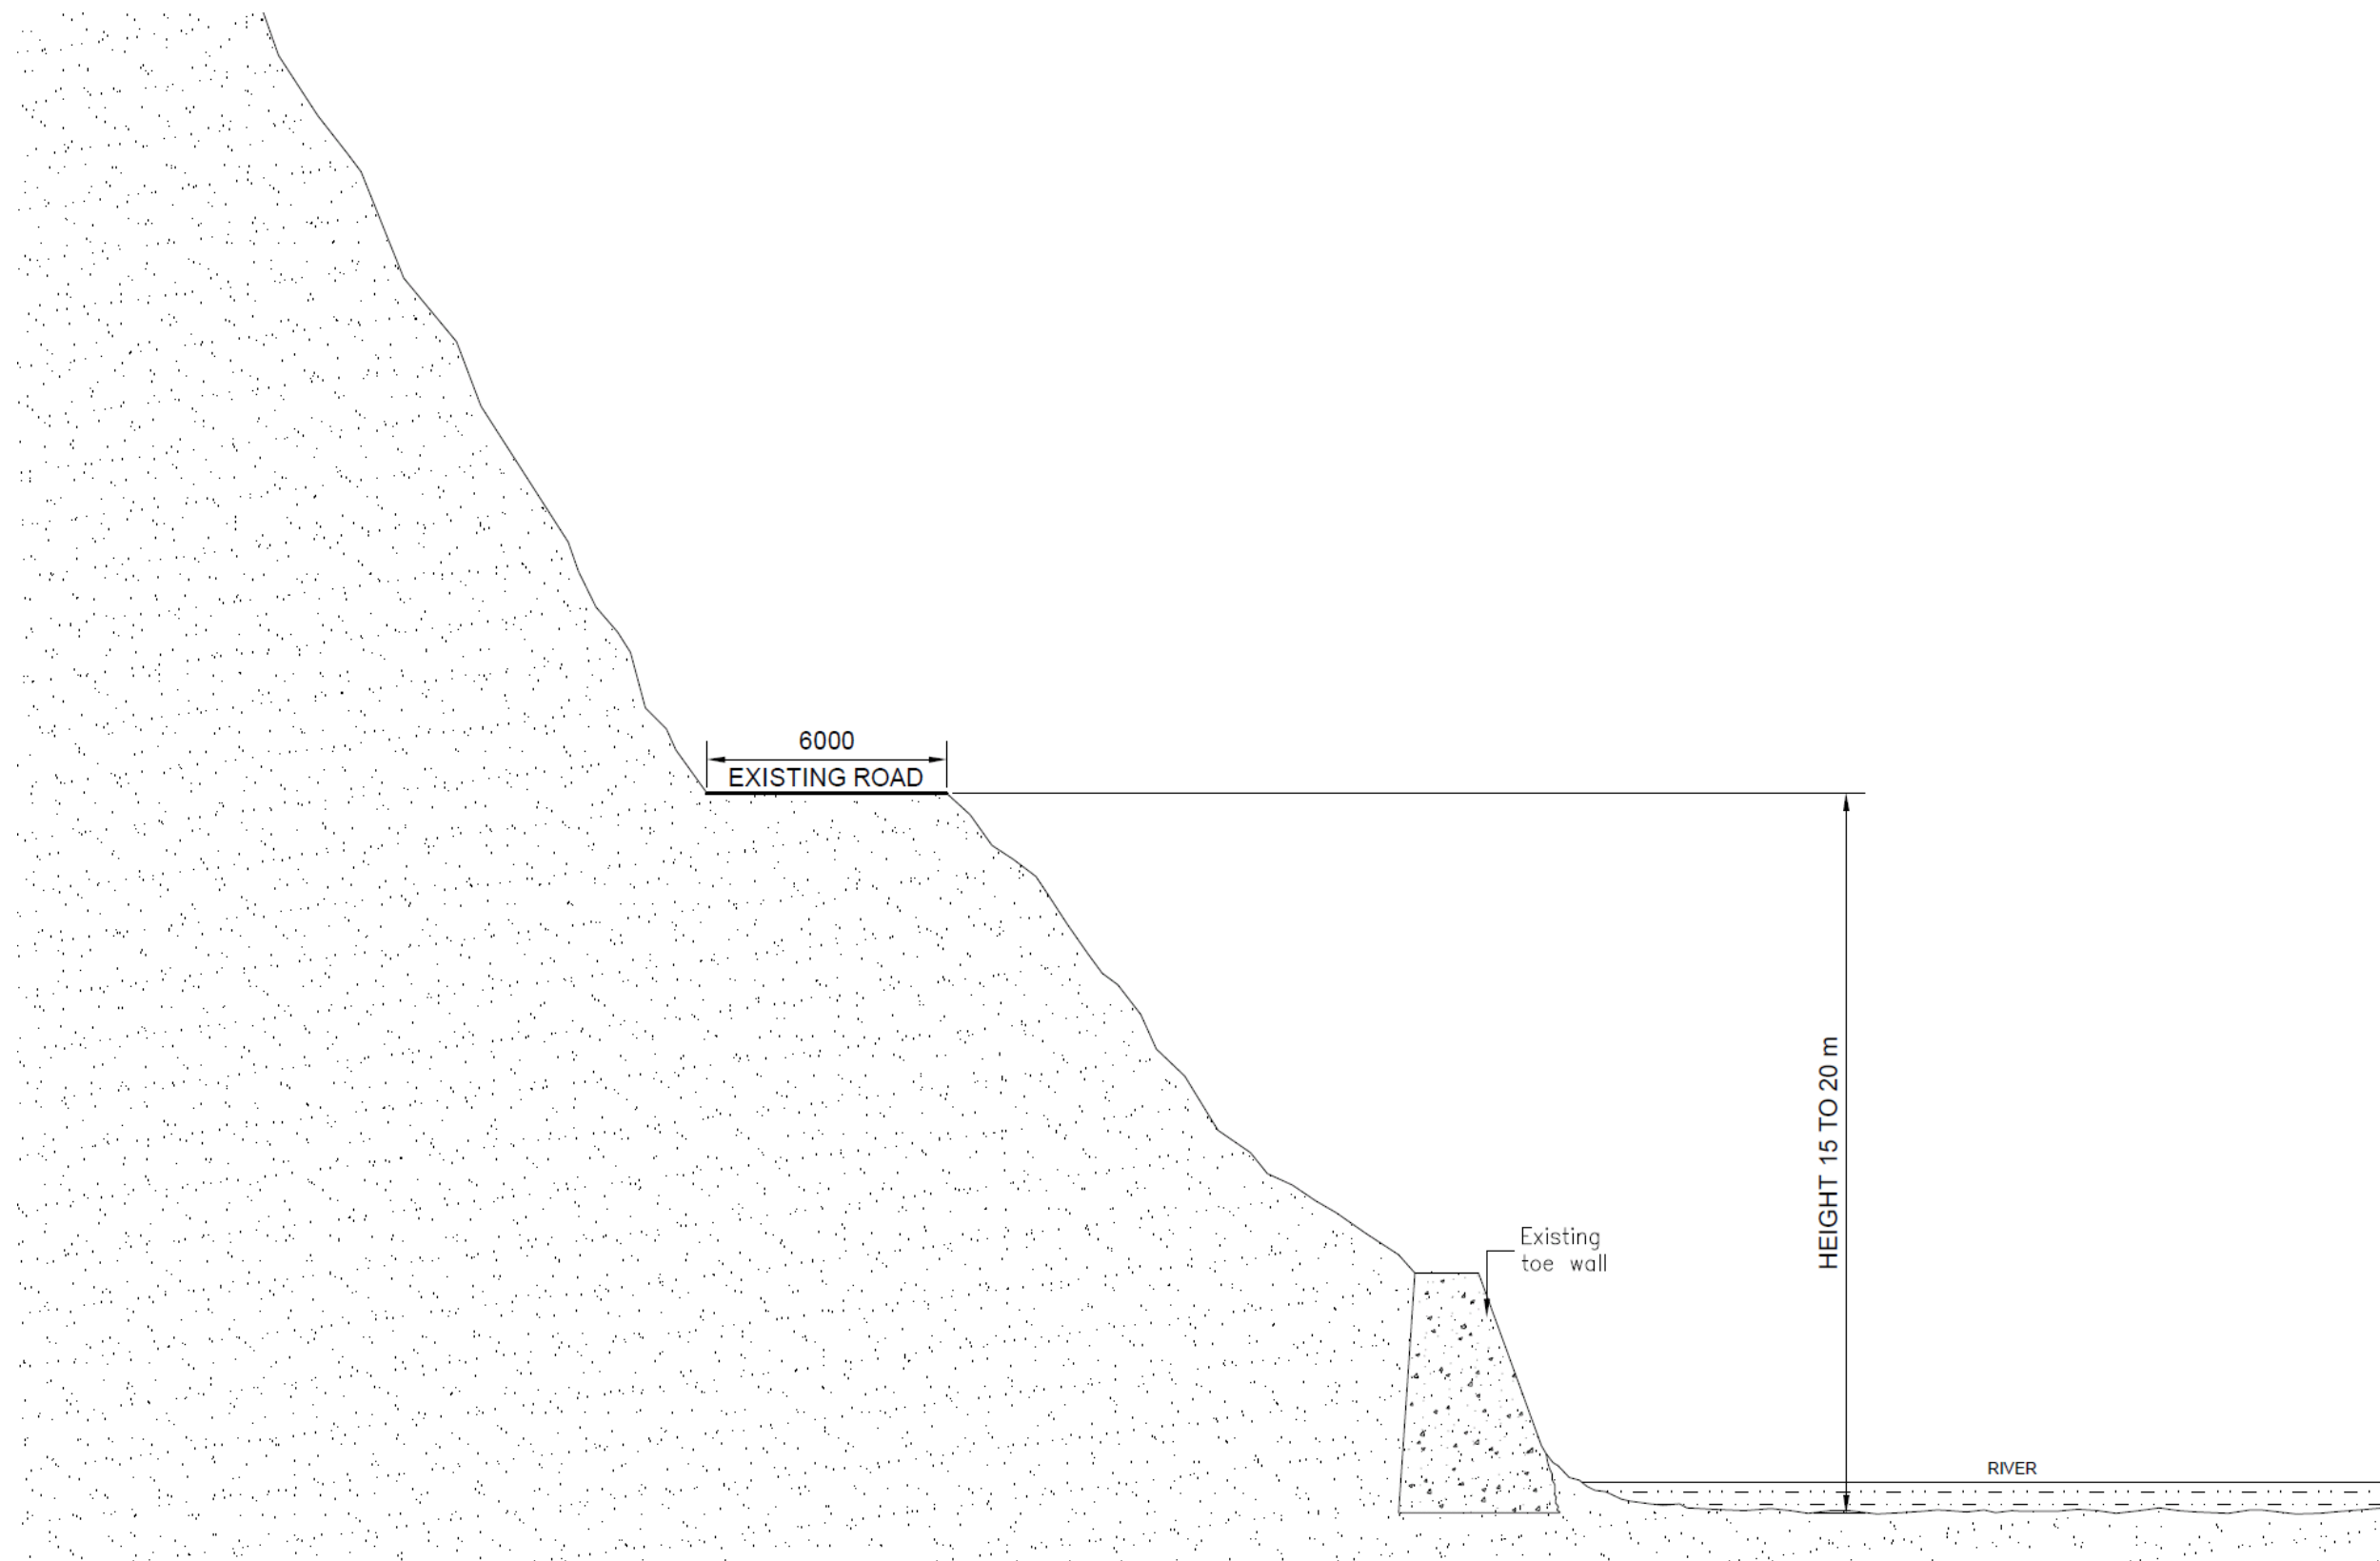 6000
EXISTING ROAD
HEIGHT 15 TO 20 m
Existing
toe wall
RIVER